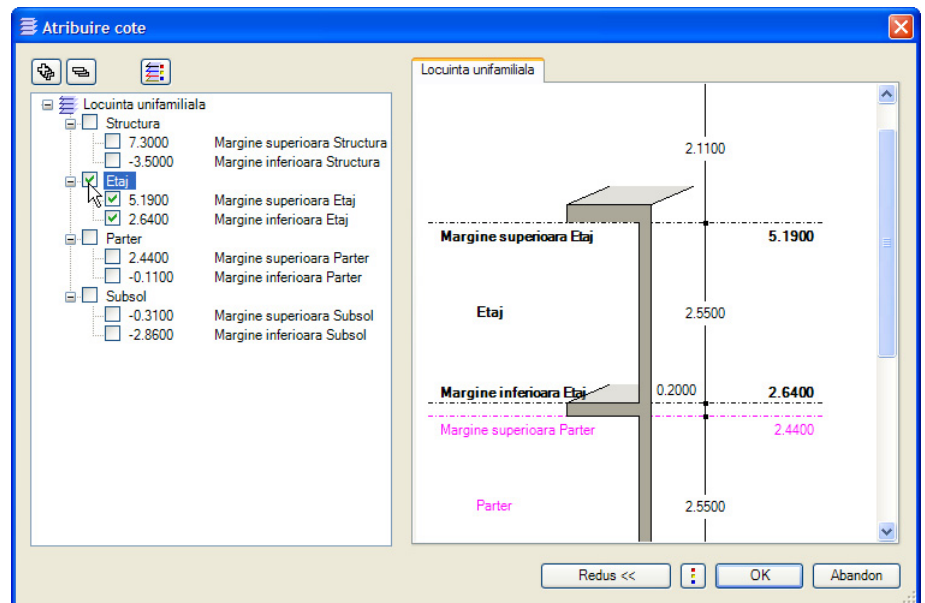 Atribuire cote
Locuinta unifamiliala
Structura
7.3000 Margine superioara Structura
-3.5000 Margine inferioara Structura
Etaj
5.1900 Margine superioara Etaj
2.6400 Margine inferioara Etaj
Parter
2.4400 Margine superioara Parter
-0.1100 Margine inferioara Parter
Subsol
-0.3100 Margine superioara Subsol
-2.8600 Margine inferioara Subsol
Locuinta unifamiliala
2.1100
Margine superioara Etaj 5.1900
Etaj 2.5500
Margine inferioara Etaj 0.2000 2.6400
Margine superioara Parter 2.4400
Parter 2.5500
Redus << OK Abandon